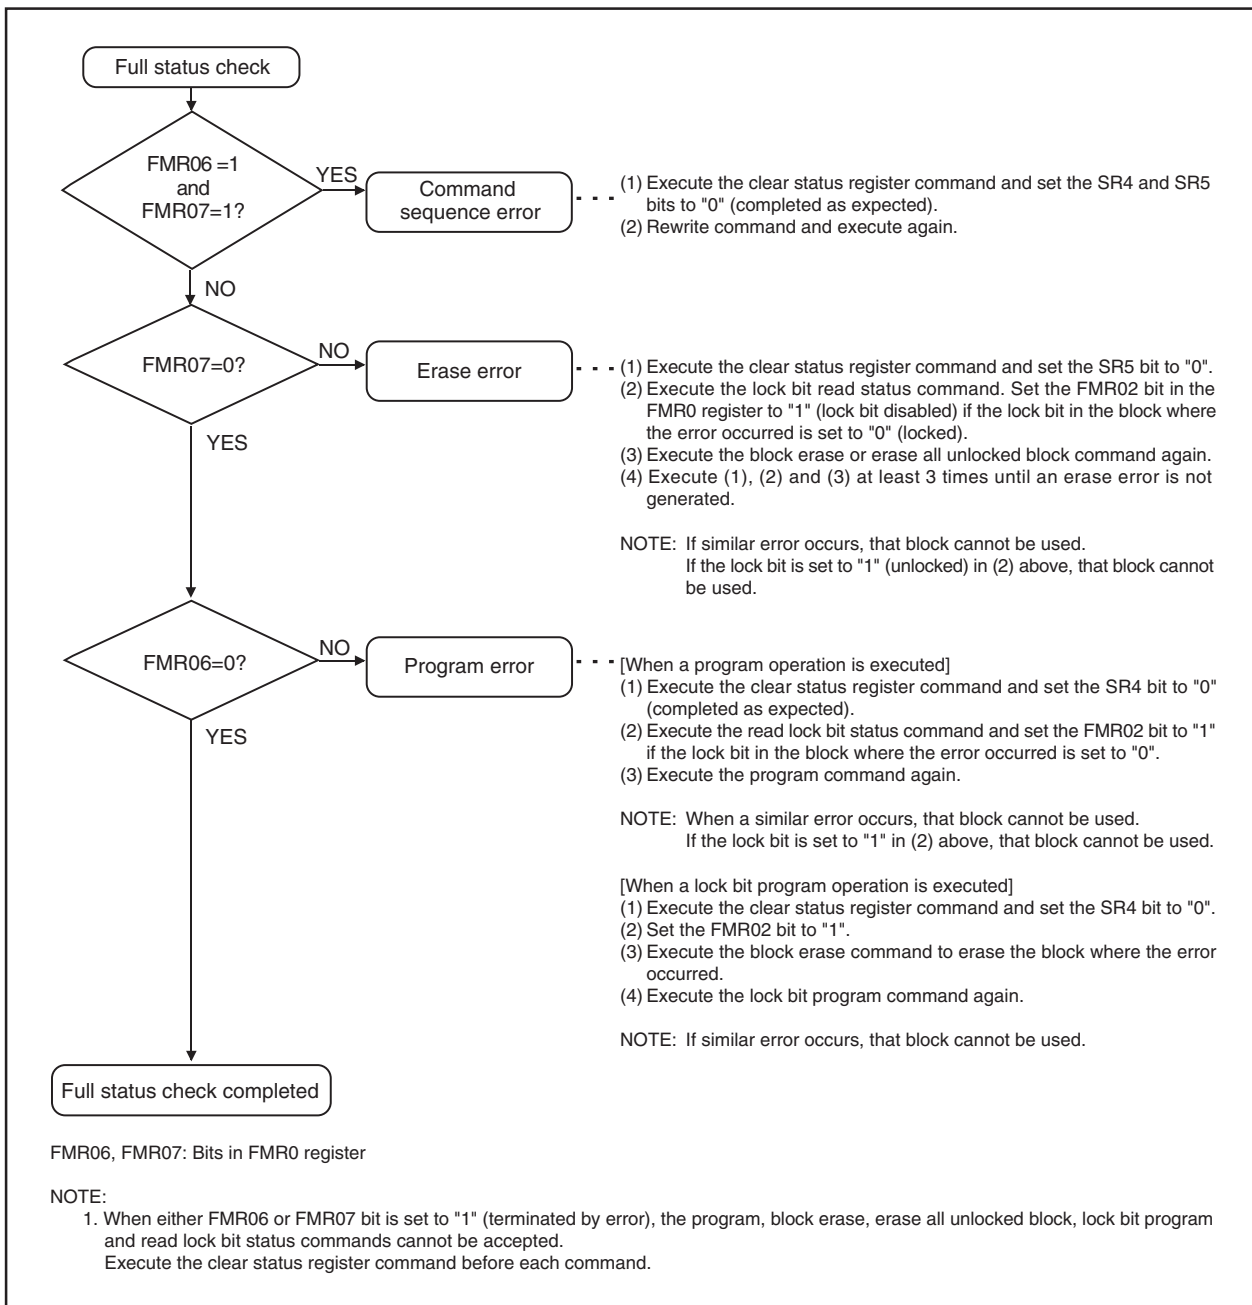 Full status check
FMR06 =1
and
FMR07=1?
YES
Command
sequence error
(1) Execute the clear status register command and set the SR4 and SR5
bits to "0" (completed as expected).
(2) Rewrite command and execute again.
NO
FMR07=0?
NO
Erase error
(1) Execute the clear status register command and set the SR5 bit to "0".
(2) Execute the lock bit read status command. Set the FMR02 bit in the
FMR0 register to "1" (lock bit disabled) if the lock bit in the block where
the error occurred is set to "0" (locked).
(3) Execute the block erase or erase all unlocked block command again.
(4) Execute (1), (2) and (3) at least 3 times until an erase error is not
generated.
NOTE: If similar error occurs, that block cannot be used.
If the lock bit is set to "1" (unlocked) in (2) above, that block cannot
be used.
YES
FMR06=0?
NO
Program error
[When a program operation is executed]
(1) Execute the clear status register command and set the SR4 bit to "0"
(completed as expected).
(2) Execute the read lock bit status command and set the FMR02 bit to "1"
if the lock bit in the block where the error occurred is set to "0".
(3) Execute the program command again.
NOTE: When a similar error occurs, that block cannot be used.
If the lock bit is set to "1" in (2) above, that block cannot be used.
[When a lock bit program operation is executed]
(1) Execute the clear status register command and set the SR4 bit to "0".
(2) Set the FMR02 bit to "1".
(3) Execute the block erase command to erase the block where the error
occurred.
(4) Execute the lock bit program command again.
NOTE: If similar error occurs, that block cannot be used.
YES
Full status check completed
FMR06, FMR07: Bits in FMR0 register
NOTE:
1. When either FMR06 or FMR07 bit is set to "1" (terminated by error), the program, block erase, erase all unlocked block, lock bit program
and read lock bit status commands cannot be accepted.
Execute the clear status register command before each command.